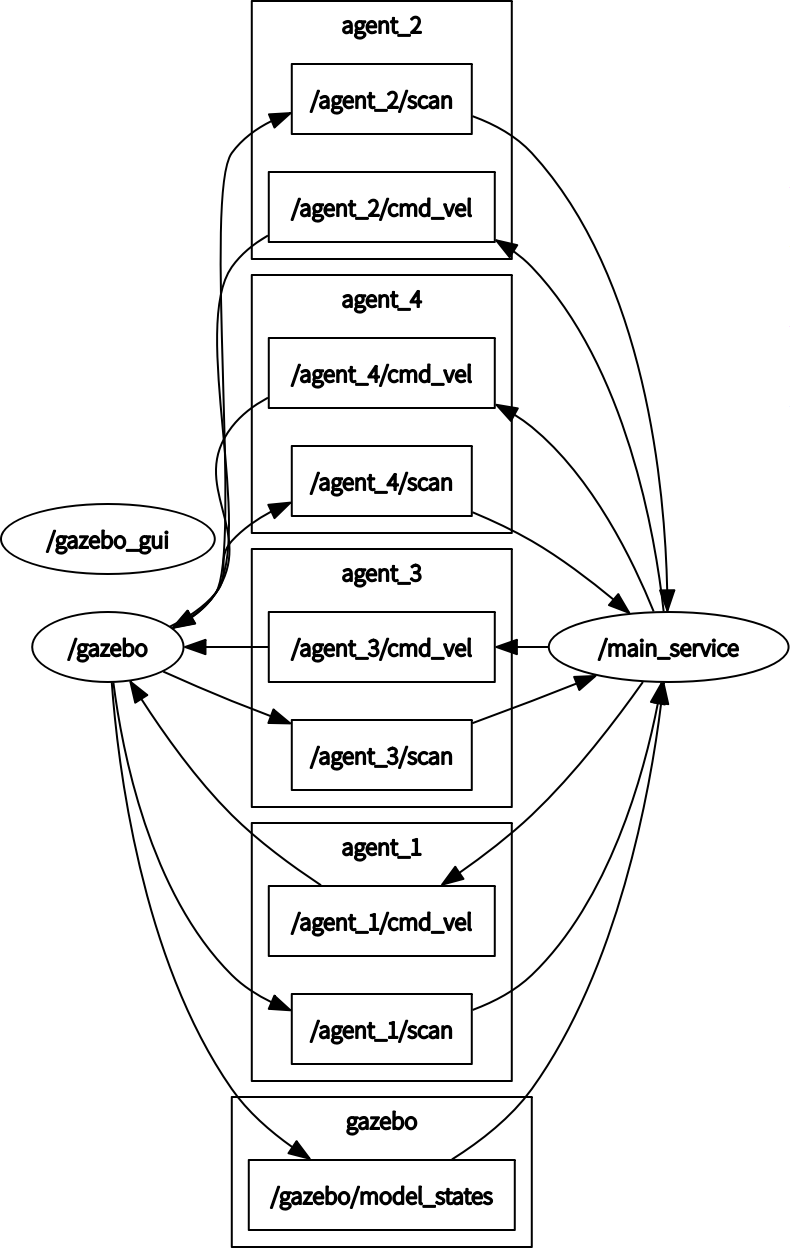 agent_2
/agent_2/scan
/agent_2/cmd_vel
agent_4
/agent_4/cmd_vel
/agent_4/scan
/gazebo_gui
agent_3
/gazebo
/agent_3/cmd_vel
/main_service
/agent_3/scan
agent_1
/agent_1/cmd_vel
/agent_1/scan
gazebo
/gazebo/model_states